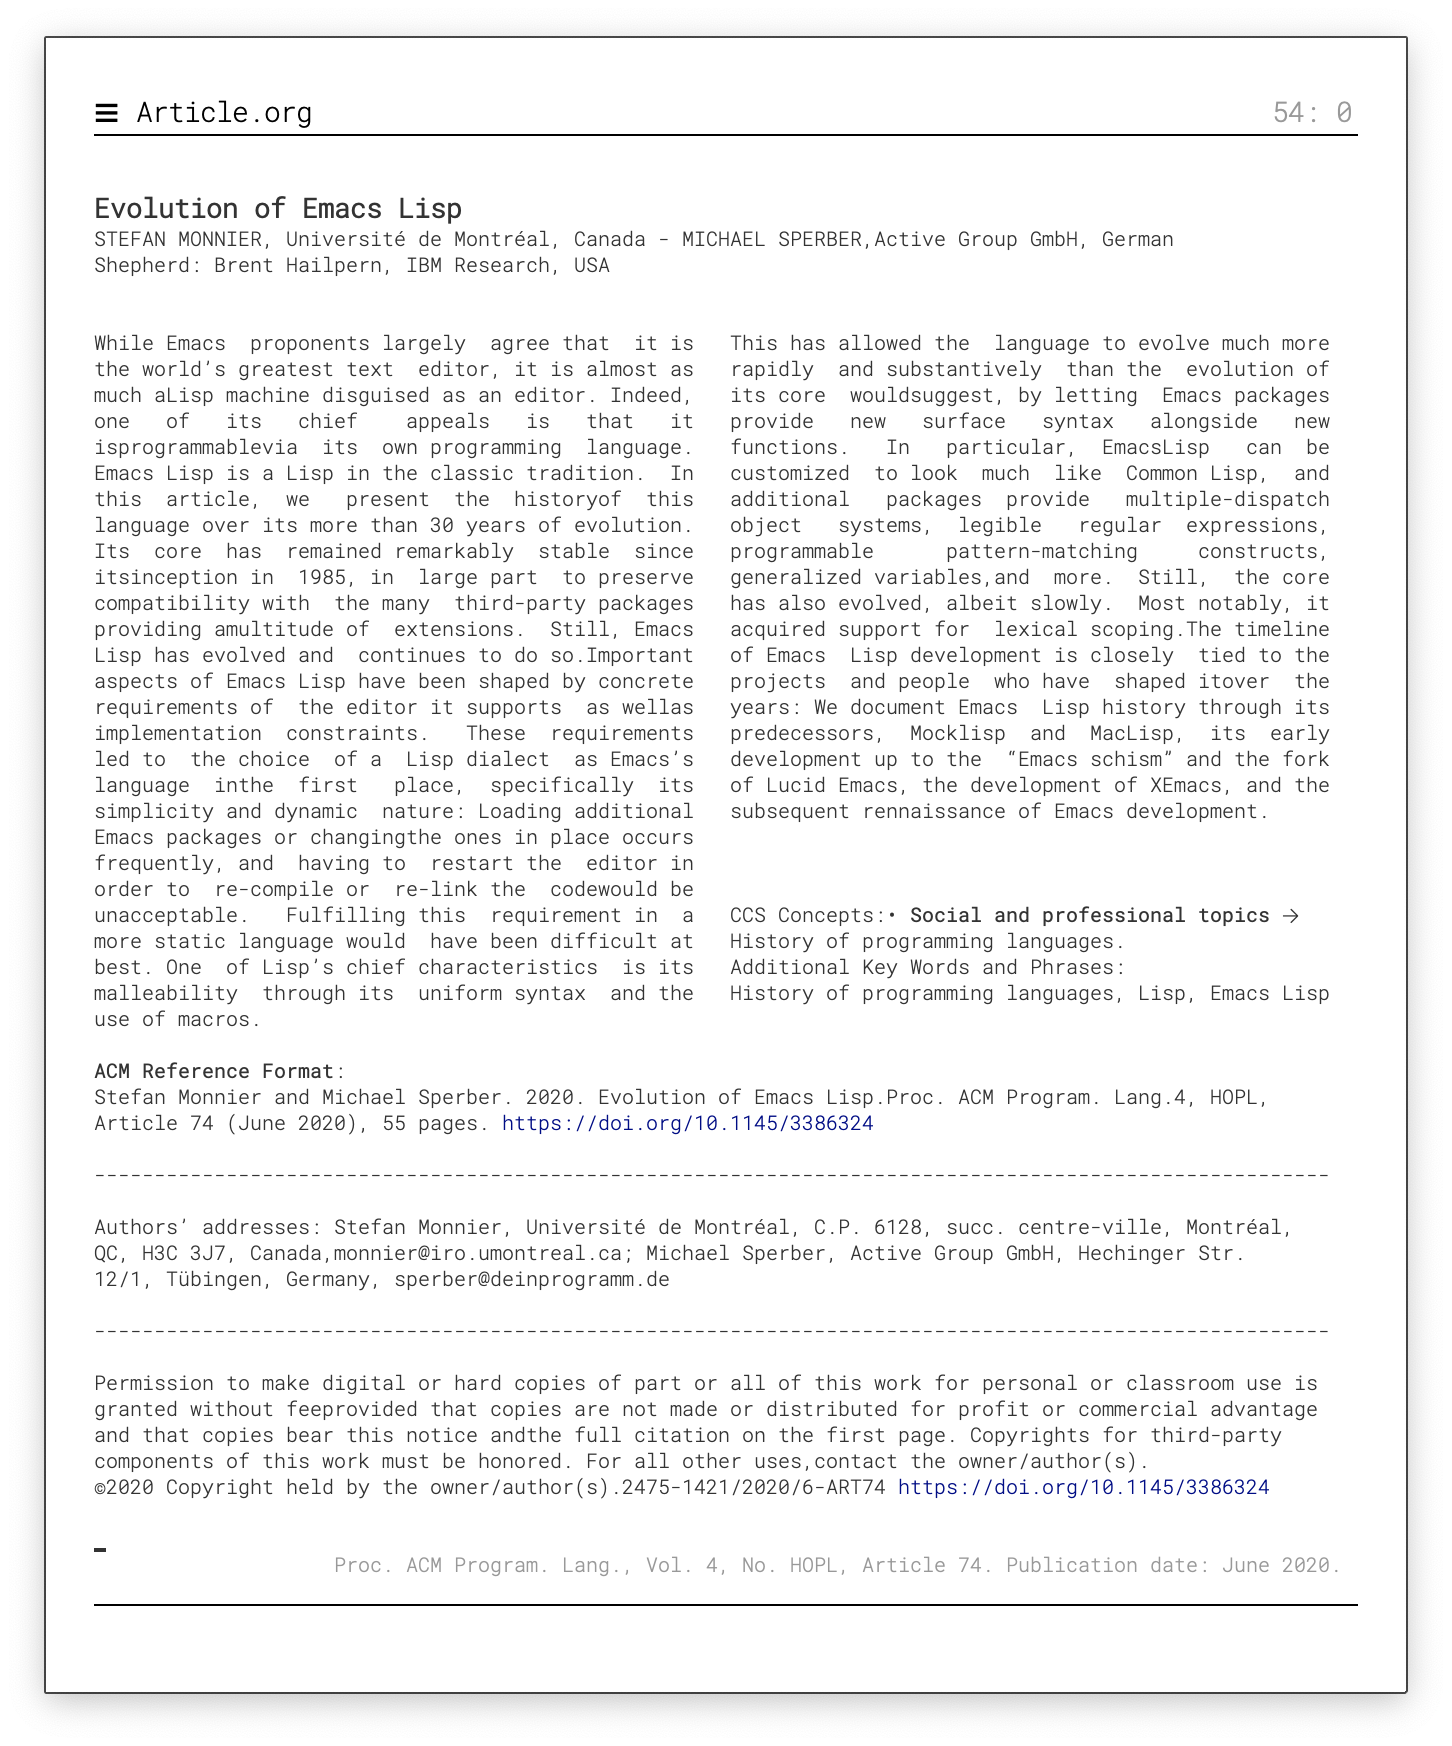 ≡ Article.org
54: 0
Evolution of Emacs Lisp
STEFAN MONNIER, Université de Montréal, Canada - MICHAEL SPERBER,Active Group GmbH, German
Shepherd: Brent Hailpern, IBM Research, USA
While Emacs  proponents largely  agree that  it is
the world’s greatest text  editor, it is almost as
much aLisp machine disguised as an editor. Indeed,
one   of   its   chief    appeals   is   that   it
isprogrammablevia  its  own programming  language.
Emacs Lisp is a Lisp in the classic tradition.  In
this  article,  we   present  the  historyof  this
language over its more than 30 years of evolution.
Its  core  has  remained remarkably  stable  since
itsinception in  1985, in  large part  to preserve
compatibility with  the many  third-party packages
providing amultitude of  extensions.  Still, Emacs
Lisp has evolved and  continues to do so.Important
aspects of Emacs Lisp have been shaped by concrete
requirements of  the editor it supports  as wellas
implementation  constraints.   These  requirements
led to  the choice  of a  Lisp dialect  as Emacs’s
language  inthe  first   place,  specifically  its
simplicity and dynamic  nature: Loading additional
Emacs packages or changingthe ones in place occurs
frequently, and  having to  restart the  editor in
order to  re-compile or  re-link the  codewould be
unacceptable.   Fulfilling this  requirement in  a
more static language would  have been difficult at
best. One  of Lisp’s chief characteristics  is its
malleability  through its  uniform syntax  and the
use of macros.
This has allowed the  language to evolve much more
rapidly  and substantively  than the  evolution of
its core  wouldsuggest, by letting  Emacs packages
provide   new   surface   syntax   alongside   new
functions.   In   particular,  EmacsLisp   can  be
customized  to look  much  like  Common Lisp,  and
additional   packages  provide   multiple-dispatch
object   systems,  legible   regular  expressions,
programmable      pattern-matching     constructs,
generalized variables,and  more.  Still,  the core
has also evolved, albeit slowly.  Most notably, it
acquired support for  lexical scoping.The timeline
of Emacs  Lisp development is closely  tied to the
projects  and people  who have  shaped itover  the
years: We document Emacs  Lisp history through its
predecessors,  Mocklisp  and  MacLisp,  its  early
development up to the  “Emacs schism” and the fork
of Lucid Emacs, the development of XEmacs, and the
subsequent rennaissance of Emacs development.
CCS Concepts:• Social and professional topics →
History of programming languages.
Additional Key Words and Phrases:
History of programming languages, Lisp, Emacs Lisp
ACM Reference Format:
Stefan Monnier and Michael Sperber. 2020. Evolution of Emacs Lisp.Proc. ACM Program. Lang.4, HOPL,
Article 74 (June 2020), 55 pages. https://doi.org/10.1145/3386324
-------------------------------------------------------------------------------------------------------
Authors’ addresses: Stefan Monnier, Université de Montréal, C.P. 6128, succ. centre-ville, Montréal,
QC, H3C 3J7, Canada,monnier@iro.umontreal.ca; Michael Sperber, Active Group GmbH, Hechinger Str.
12/1, Tübingen, Germany, sperber@deinprogramm.de
-------------------------------------------------------------------------------------------------------
Permission to make digital or hard copies of part or all of this work for personal or classroom use is
granted without feeprovided that copies are not made or distributed for profit or commercial advantage
and that copies bear this notice andthe full citation on the first page. Copyrights for third-party
components of this work must be honored. For all other uses,contact the owner/author(s).
©2020 Copyright held by the owner/author(s).2475-1421/2020/6-ART74 https://doi.org/10.1145/3386324
Proc. ACM Program. Lang., Vol. 4, No. HOPL, Article 74. Publication date: June 2020.